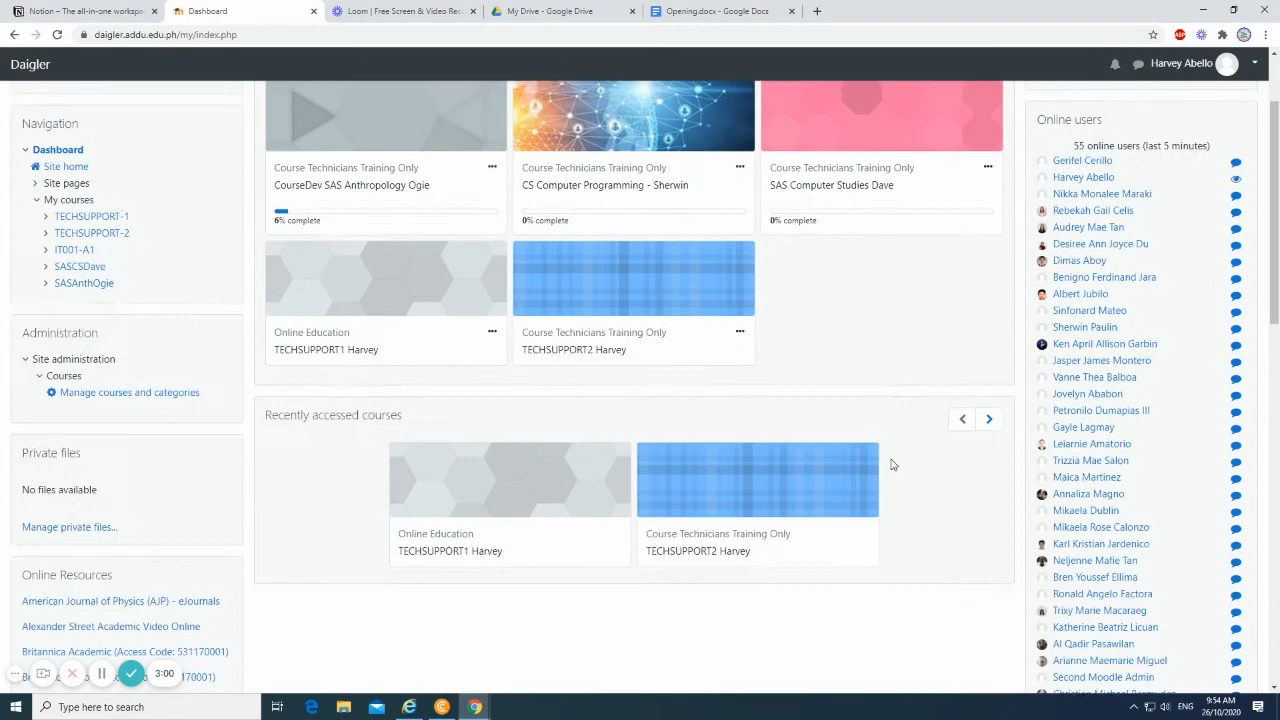 Notion – The all-in-one workspa
Dashboard
Loom | Free Screen & Video Rec
My Drive - Google Drive
Opening.docx - Google Docs
daigler.addu.edu.ph/my/index.php
Daigler
Harvey Abello
Navigation
Dashboard
Site home
Site pages
My courses
TECHSUPPORT-1
TECHSUPPORT-2
IT001-A1
SASCSDave
SASAnthOgie
Administration
Site administration
Courses
Manage courses and categories
Private files
No files available
Manage private files...
Online Resources
American Journal of Physics (AJP) - eJournals
Alexander Street Academic Video Online
Britannica Academic (Access Code: 531170001)
170001)
3:00
Course Technicians Training Only
CourseDev SAS Anthropology Ogie
6% complete
Course Technicians Training Only
CS Computer Programming - Sherwin
0% complete
Course Technicians Training Only
SAS Computer Studies Dave
0% complete
Online Education
TECHSUPPORT1 Harvey
Course Technicians Training Only
TECHSUPPORT2 Harvey
Recently accessed courses
Online Education
TECHSUPPORT1 Harvey
Course Technicians Training Only
TECHSUPPORT2 Harvey
Online users
55 online users (last 5 minutes)
Gerifel Cerillo
Harvey Abello
Nikka Monalee Maraki
Rebekah Gail Celis
Audrey Mae Tan
Desiree Ann Joyce Du
Dimas Aboy
Benigno Ferdinand Jara
Albert Jubilo
Sinfonard Mateo
Sherwin Paulin
Ken April Allison Garbin
Jasper James Montero
Vanne Thea Balboa
Jovelyn Ababon
Petronilo Dumapias III
Gayle Lagmay
Leiarnie Amatorio
Trizzia Mae Salon
Maica Martinez
Annaliza Magno
Mikaela Dublin
Mikaela Rose Calonzo
Karl Kristian Jardenico
Neljenne Mafie Tan
Bren Youssef Ellima
Ronald Angelo Factora
Trixy Marie Macaraeg
Katherine Beatriz Licuan
Al Qadir Pasawilan
Arianne Maemarie Miguel
Second Moodle Admin
Type here to search
ENG
9:54 AM
26/10/2020